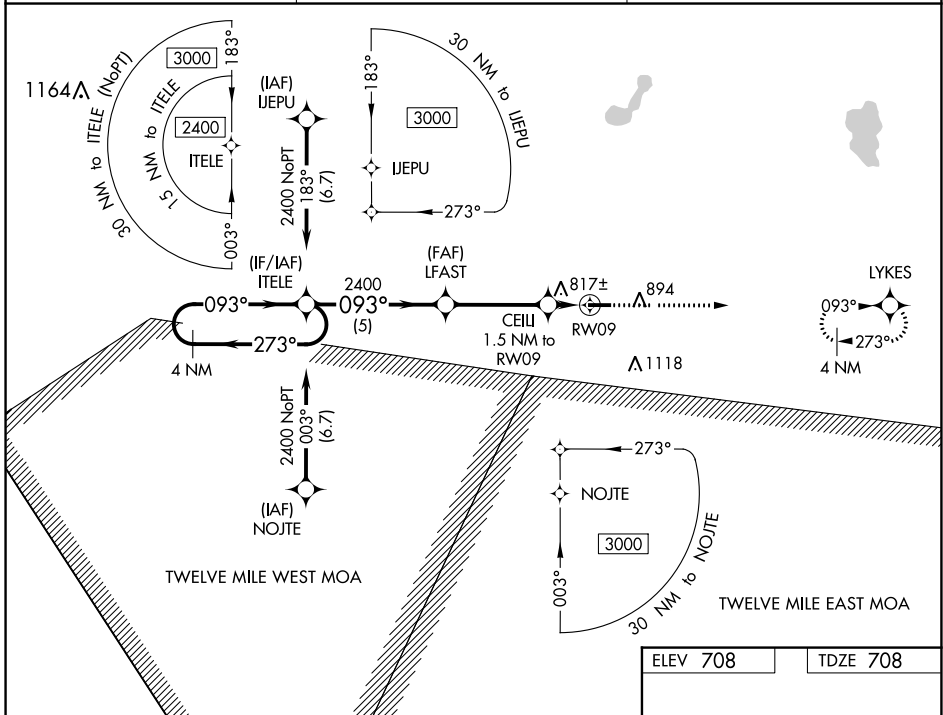 30 NM to ITELE (NoPT)
15 NM to ITELE
3000
2400
183°
003°
ITELE
1164
(IAF)
IJEPU
2400 NoPT
183°
(6.7)
183°
30 NM to IJEPU
3000
IJEPU
273°
(IF/IAF)
ITELE
093°
273°
4 NM
2400
093°
(5)
(FAF)
LFAST
CEILI
1.5 NM to
RW09
817±
RW09
894
1118
LYKES
093°
273°
4 NM
2400 NoPT
003°
(6.7)
(IAF)
NOJTE
273°
NOJTE
003°
3000
30 NM to NOJTE
TWELVE MILE WEST MOA
TWELVE MILE EAST MOA
ELEV 708
TDZE 708